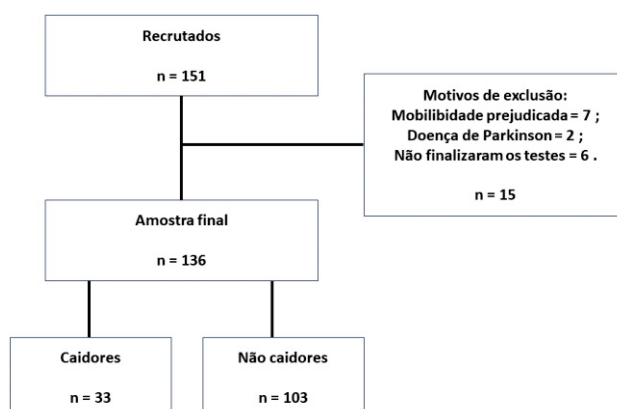 Recrutados
n = 151
Motivos de exclusão:
Mobilibidade prejudicada = 7 ;
Doença de Parkinson = 2 ;
Não finalizaram os testes = 6 .
n = 15
Amostra final
n = 136
Caidores
n = 33
Não caidores
n = 103